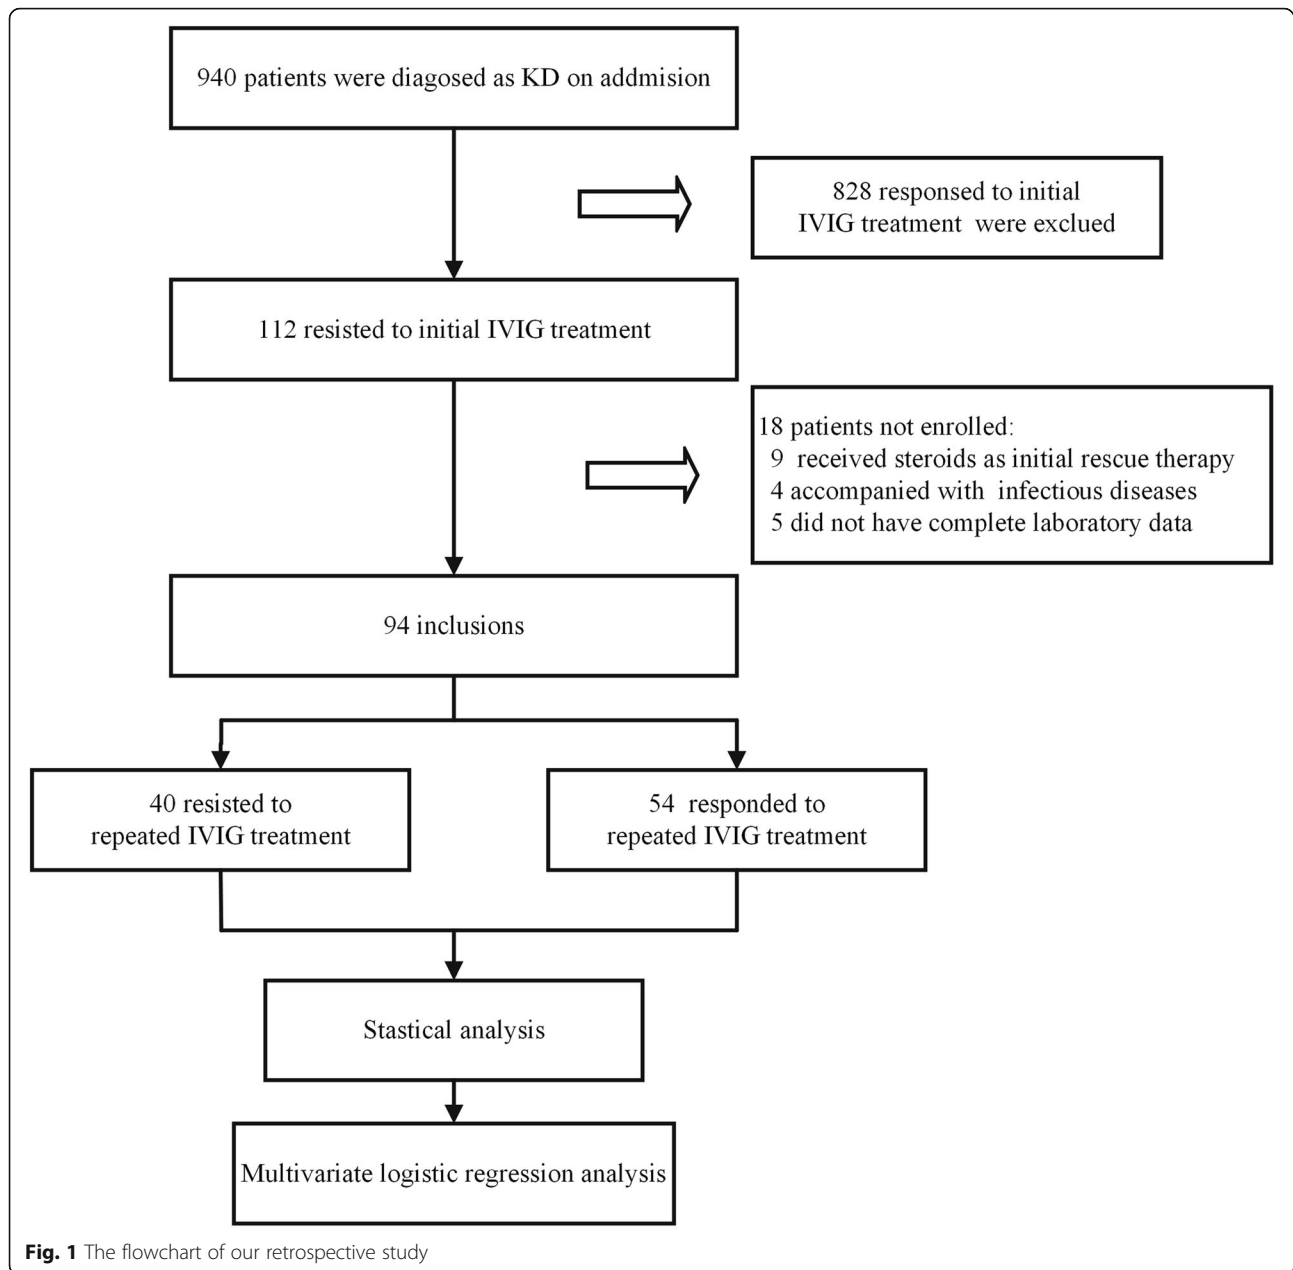 940 patients were diagosed as KD on addmision
828 responsed to initial
IVIG treatment were exclued
112 resisted to initial IVIG treatment
18 patients not enrolled:
9 received steroids as initial rescue therapy
4 accompanied with infectious diseases
5 did not have complete laboratory data
94 inclusions
40 resisted to
repeated IVIG treatment
54 responded to
repeated IVIG treatment
Stastical analysis
Multivariate logistic regression analysis
Fig. 1 The flowchart of our retrospective study